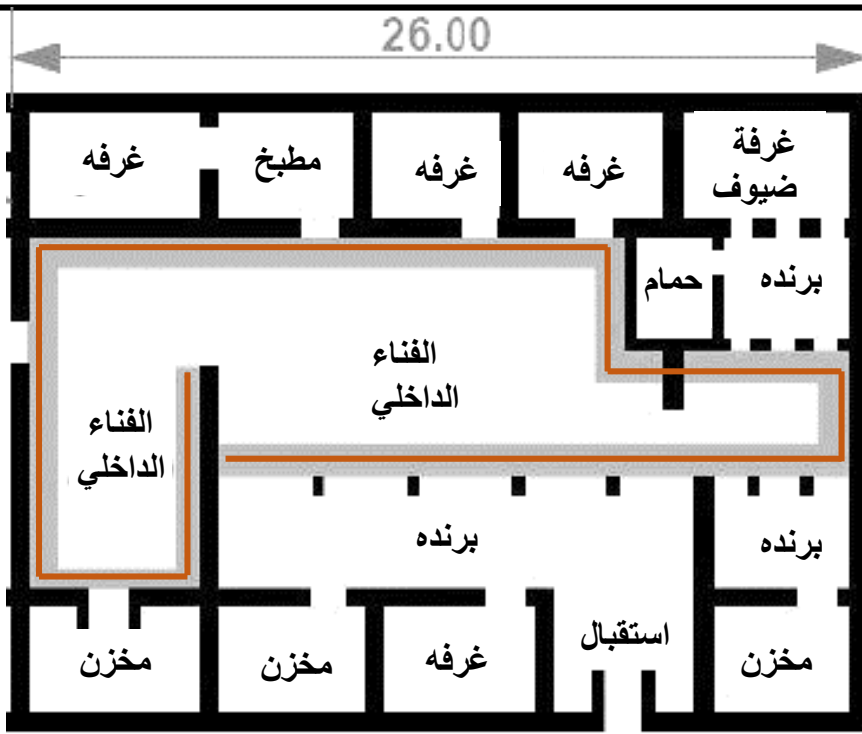 26.00
غرفة
ضيوف
غرفه
غرفه
مطبخ
غرفه
برنده
حمام
الفناء
الداخلي
الفناء
الداخلي
برنده
برنده
استقبال
مخزن
غرفه
مخزن
مخزن